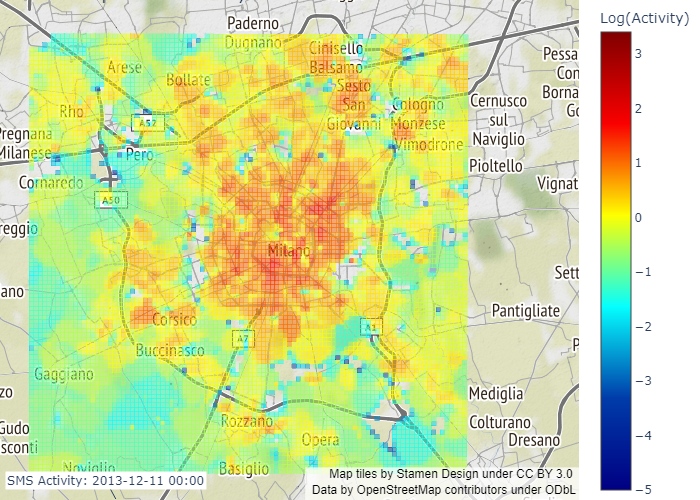 Paderno
Dugnano
Cinisello
Balsamo
Arese
Bollate
Sesto
San
Giovanni
Rho
A52
Cologno
Monzese
Vimodrone
Cernusco
sul
Naviglio
Pioltello
Pessa
Con
Borna
Go
Pregnana
Milanese
Pero
Cornaredo
A50
Vignat
reggio
Milano
Sett
ano
Pantigliate
Corsico
A7
A1
Buccinasco
Gaggiano
Mediglia
Rozzano
Colturano
Dresano
Opera
zo
Gudo
sconti
Noviglio
Basiglio
SMS Activity: 2013-12-11 00:00
Map tiles by Stamen Design under CC BY 3.0
Data by OpenStreetMap contributors under ODbL
Log(Activity)
3
2
1
0
−1
−2
−3
−4
−5